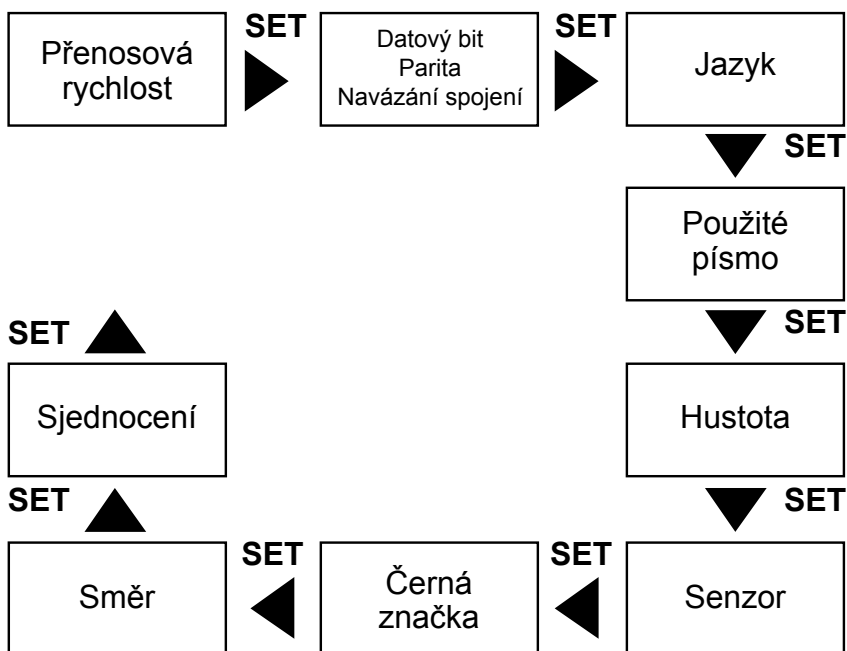 Přenosová
rychlost
SET
Datový bit
Parita
Navázání spojení
SET
Jazyk
SET
Použité
písmo
SET
Hustota
SET
Senzor
SET
Černá
značka
SET
Směr
SET
Sjednocení
SET